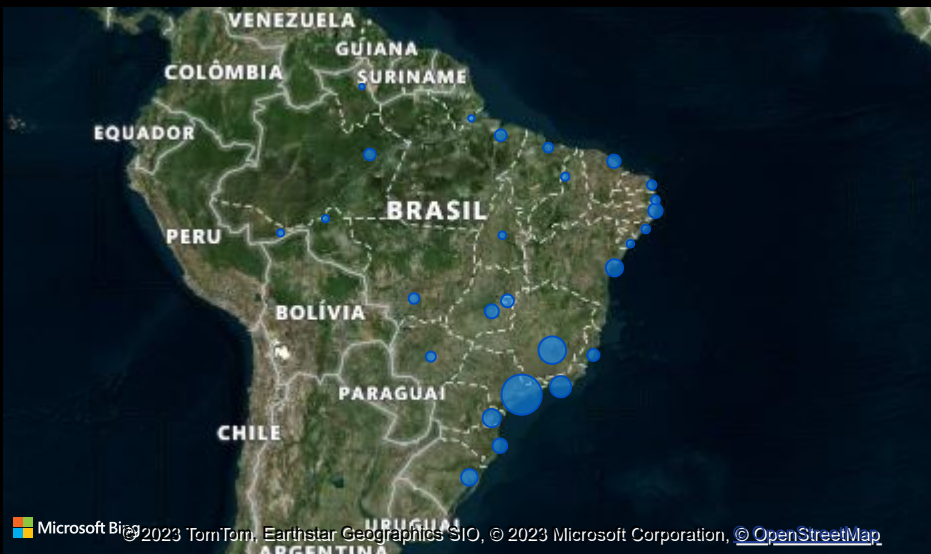 VENEZUELA
GUIANA
COLÔMBIA
SURINAME
EQUADOR
BRASIL
PERU
BOLÍVIA
PARAGUAI
CHILE
URUGUAI
Microsoft Bing
© 2023 TomTom, Earthstar Geographics SIO, © 2023 Microsoft Corporation, © OpenStreetMap
ARGENTINA